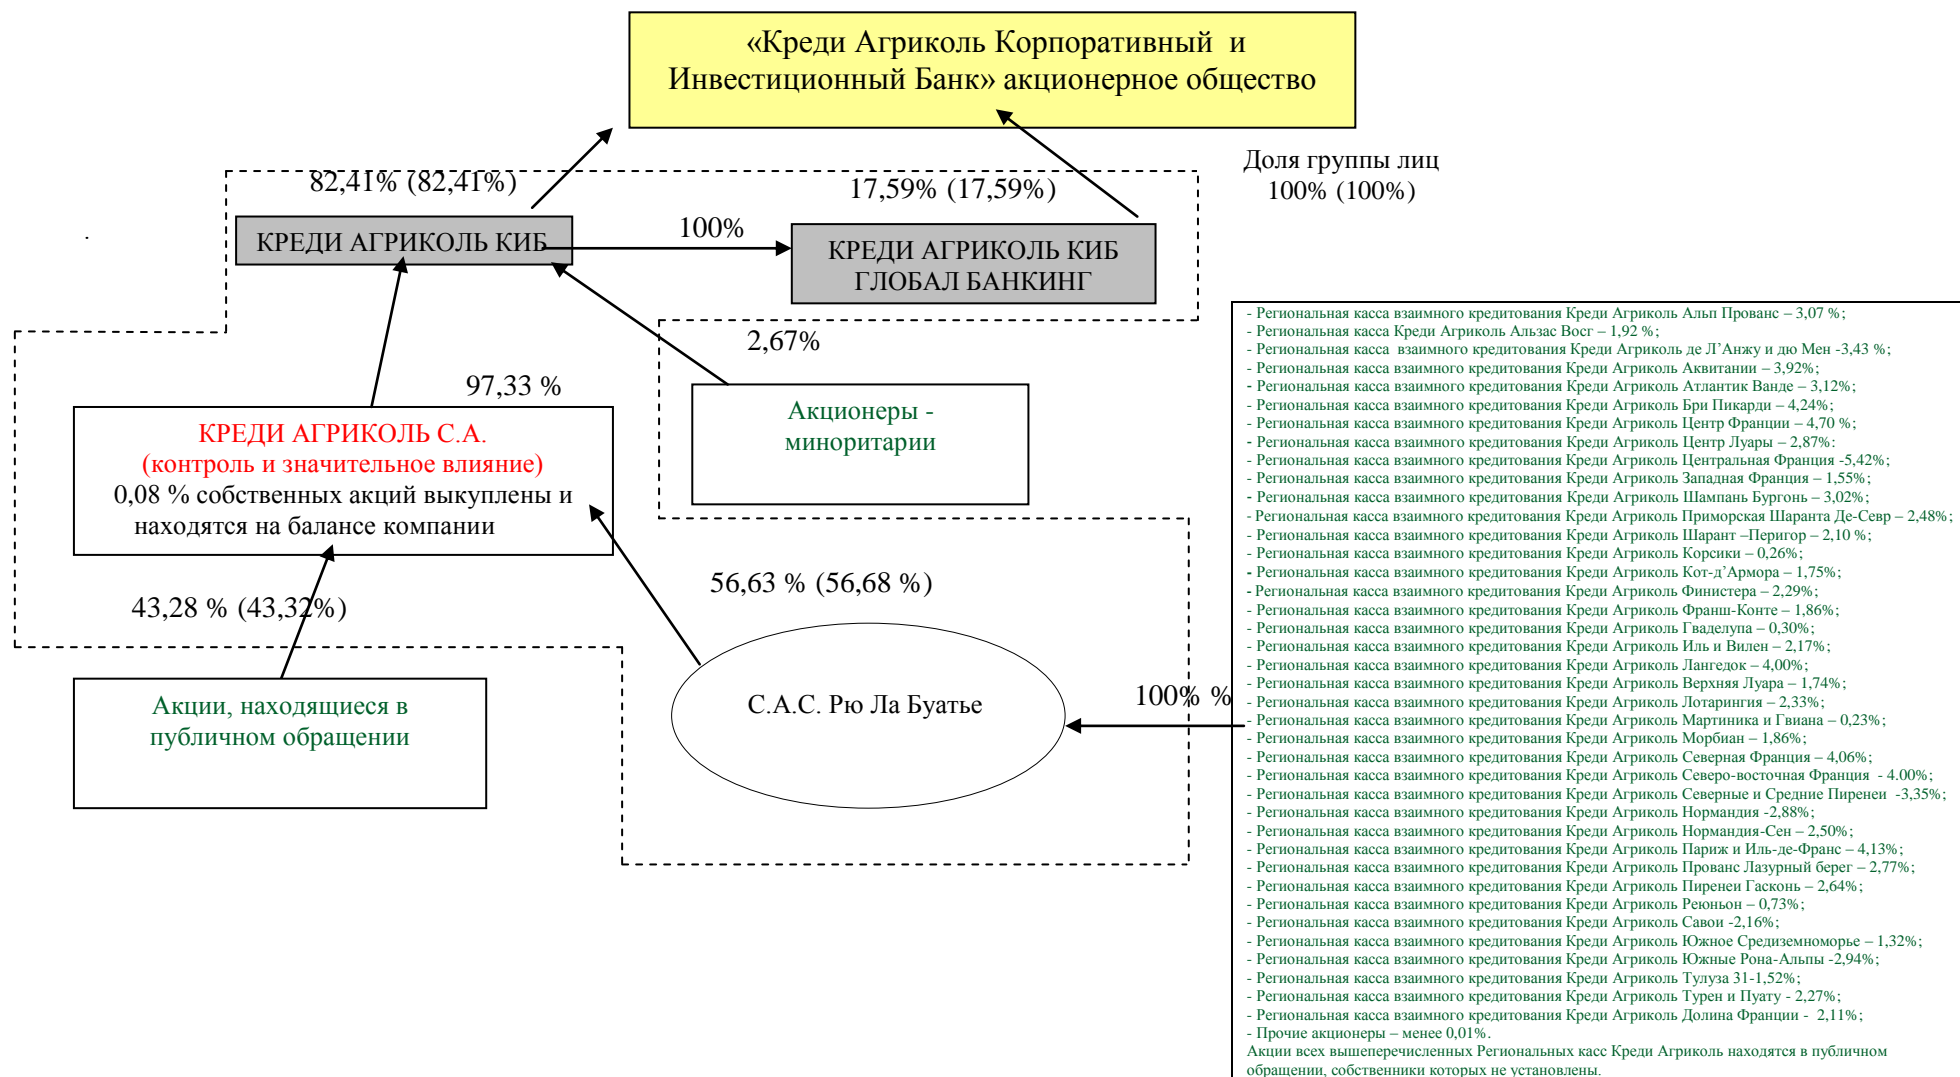 «Креди Агриколь Корпоративный и
Инвестиционный Банк» акционерное общество
Доля группы лиц
100% (100%)
82,41% (82,41%)
17,59% (17,59%)
КРЕДИ АГРИКОЛЬ КИБ
100%
КРЕДИ АГРИКОЛЬ КИБ
ГЛОБАЛ БАНКИНГ
2,67%
97,33 %
КРЕДИ АГРИКОЛЬ С.А.
(контроль и значительное влияние)
0,08 % собственных акций выкуплены и
находятся на балансе компании
Акционеры -
миноритарии
43,28 % (43,32%)
56,63 % (56,68 %)
Акции, находящиеся в
публичном обращении
С.А.С. Рю Ла Буатье
100% %
- Региональная касса взаимного кредитования Креди Агриколь Альп Прованс – 3,07 %;
- Региональная касса Креди Агриколь Альзас Восг – 1,92 %;
- Региональная касса взаимного кредитования Креди Агриколь де Л’Анжу и дю Мен -3,43 %;
- Региональная касса взаимного кредитования Креди Агриколь Аквитании – 3,92%;
- Региональная касса взаимного кредитования Креди Агриколь Атлантик Ванде – 3,12%;
- Региональная касса взаимного кредитования Креди Агриколь Бри Пикарди – 4,24%;
- Региональная касса взаимного кредитования Креди Агриколь Центр Франции – 4,70 %;
- Региональная касса взаимного кредитования Креди Агриколь Центр Луары – 2,87%:
- Региональная касса взаимного кредитования Креди Агриколь Центральная Франция -5,42%;
- Региональная касса взаимного кредитования Креди Агриколь Западная Франция – 1,55%;
- Региональная касса взаимного кредитования Креди Агриколь Шампань Бургонь – 3,02%;
- Региональная касса взаимного кредитования Креди Агриколь Приморская Шаранта Де-Севр – 2,48%;
- Региональная касса взаимного кредитования Креди Агриколь Шарант –Перигор – 2,10 %;
- Региональная касса взаимного кредитования Креди Агриколь Корсики – 0,26%;
- Региональная касса взаимного кредитования Креди Агриколь Кот-д’Армора – 1,75%;
- Региональная касса взаимного кредитования Креди Агриколь Финистера – 2,29%;
- Региональная касса взаимного кредитования Креди Агриколь Франш-Конте – 1,86%;
- Региональная касса взаимного кредитования Креди Агриколь Гваделупа – 0,30%;
- Региональная касса взаимного кредитования Креди Агриколь Иль и Вилен – 2,17%;
- Региональная касса взаимного кредитования Креди Агриколь Лангедок – 4,00%;
- Региональная касса взаимного кредитования Креди Агриколь Верхняя Луара – 1,74%;
- Региональная касса взаимного кредитования Креди Агриколь Лотарингия – 2,33%;
- Региональная касса взаимного кредитования Креди Агриколь Мартиника и Гвиана – 0,23%;
- Региональная касса взаимного кредитования Креди Агриколь Морбиан – 1,86%;
- Региональная касса взаимного кредитования Креди Агриколь Северная Франция – 4,06%;
- Региональная касса взаимного кредитования Креди Агриколь Северо-восточная Франция - 4.00%;
- Региональная касса взаимного кредитования Креди Агриколь Северные и Средние Пиренеи -3,35%;
- Региональная касса взаимного кредитования Креди Агриколь Нормандия -2,88%;
- Региональная касса взаимного кредитования Креди Агриколь Нормандия-Сен – 2,50%;
- Региональная касса взаимного кредитования Креди Агриколь Париж и Иль-де-Франс – 4,13%;
- Региональная касса взаимного кредитования Креди Агриколь Прованс Лазурный берег – 2,77%;
- Региональная касса взаимного кредитования Креди Агриколь Пиренеи Гасконь – 2,64%;
- Региональная касса взаимного кредитования Креди Агриколь Реюньон – 0,73%;
- Региональная касса взаимного кредитования Креди Агриколь Савои -2,16%;
- Региональная касса взаимного кредитования Креди Агриколь Южное Средиземноморье – 1,32%;
- Региональная касса взаимного кредитования Креди Агриколь Южные Рона-Альпы -2,94%;
- Региональная касса взаимного кредитования Креди Агриколь Тулуза 31-1,52%;
- Региональная касса взаимного кредитования Креди Агриколь Турен и Пуату - 2,27%;
- Региональная касса взаимного кредитования Креди Агриколь Долина Франции - 2,11%;
- Прочие акционеры – менее 0,01%.
Акции всех вышеперечисленных Региональных касс Креди Агриколь находятся в публичном
обращении, собственники которых не установлены.